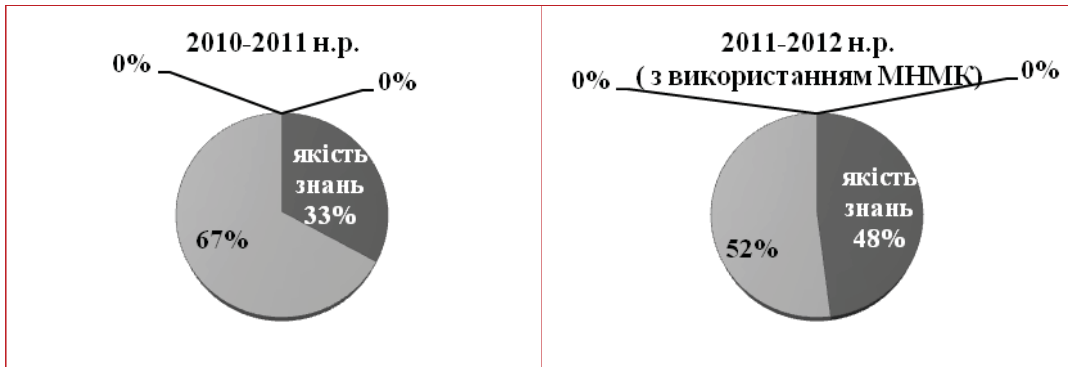 2010-2011 н.р.
0%
0%
якість
знань
33%
67%
2011-2012 н.р.
( з використанням МНМК)
0%
0%
якість
знань
48%
52%